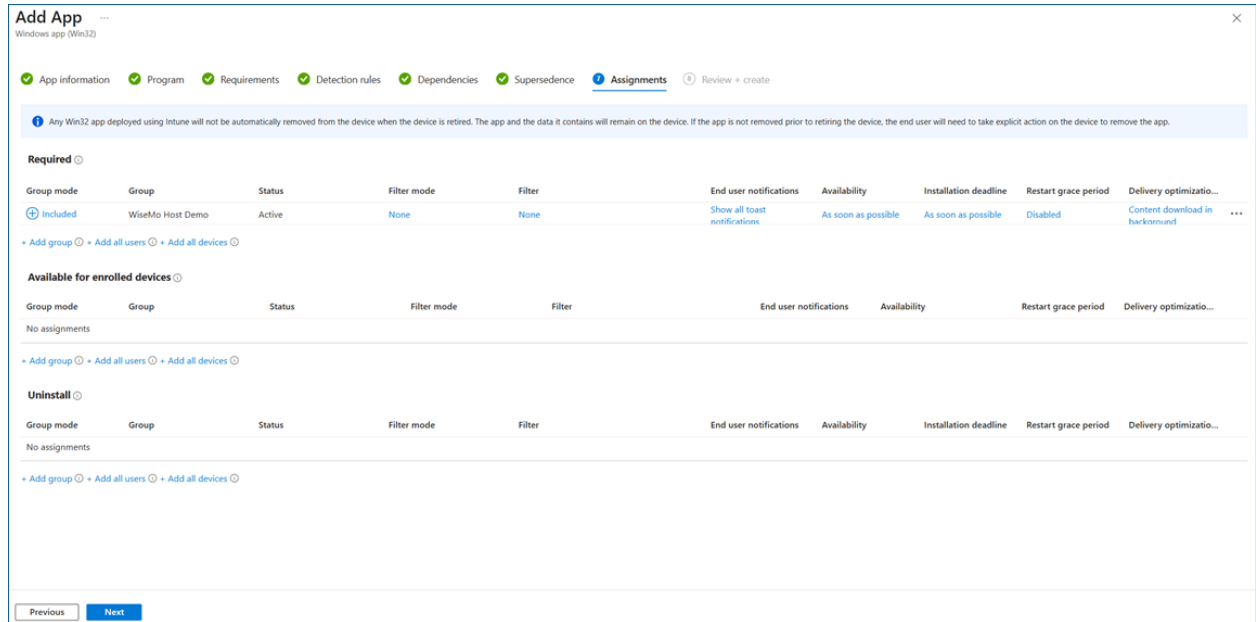 Add App ...
Windows app (Win32)
App information Program Requirements Detection rules Dependencies Supersedence 7 Assignments 8 Review + create
Any Win32 app deployed using Intune will not be automatically removed from the device when the device is retired. The app and the data it contains will remain on the device. If the app is not removed prior to retiring the device, the end user will need to take explicit action on the device to remove the app.
Required
Group mode Group Status Filter mode Filter End user notifications Availability Installation deadline Restart grace period Delivery optimizatio...
Included WiseMo Host Demo Active None None Show all toast notifications As soon as possible As soon as possible Disabled Content download in background ...
+ Add group + Add all users + Add all devices
Available for enrolled devices
Group mode Group Status Filter mode Filter End user notifications Availability Restart grace period Delivery optimizatio...
No assignments
+ Add group + Add all users + Add all devices
Uninstall
Group mode Group Status Filter mode Filter End user notifications Availability Installation deadline Restart grace period Delivery optimizatio...
No assignments
+ Add group + Add all users + Add all devices
Previous Next